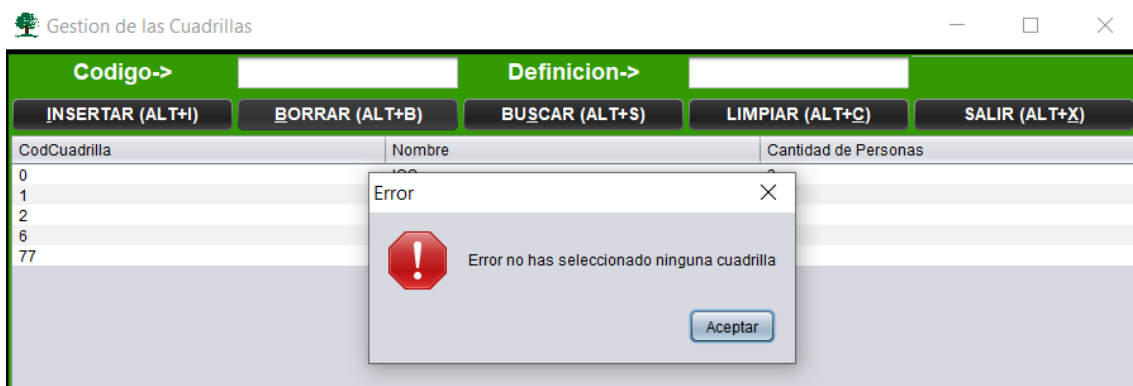 Gestion de las Cuadrillas
Codigo-> Definicion->
INSERTAR (ALT+I) BORRAR (ALT+B) BUSCAR (ALT+S) LIMPIAR (ALT+C) SALIR (ALT+X)
CodCuadrilla Nombre Cantidad de Personas
0
1
2
6
77
Error
Error no has seleccionado ninguna cuadrilla
Aceptar